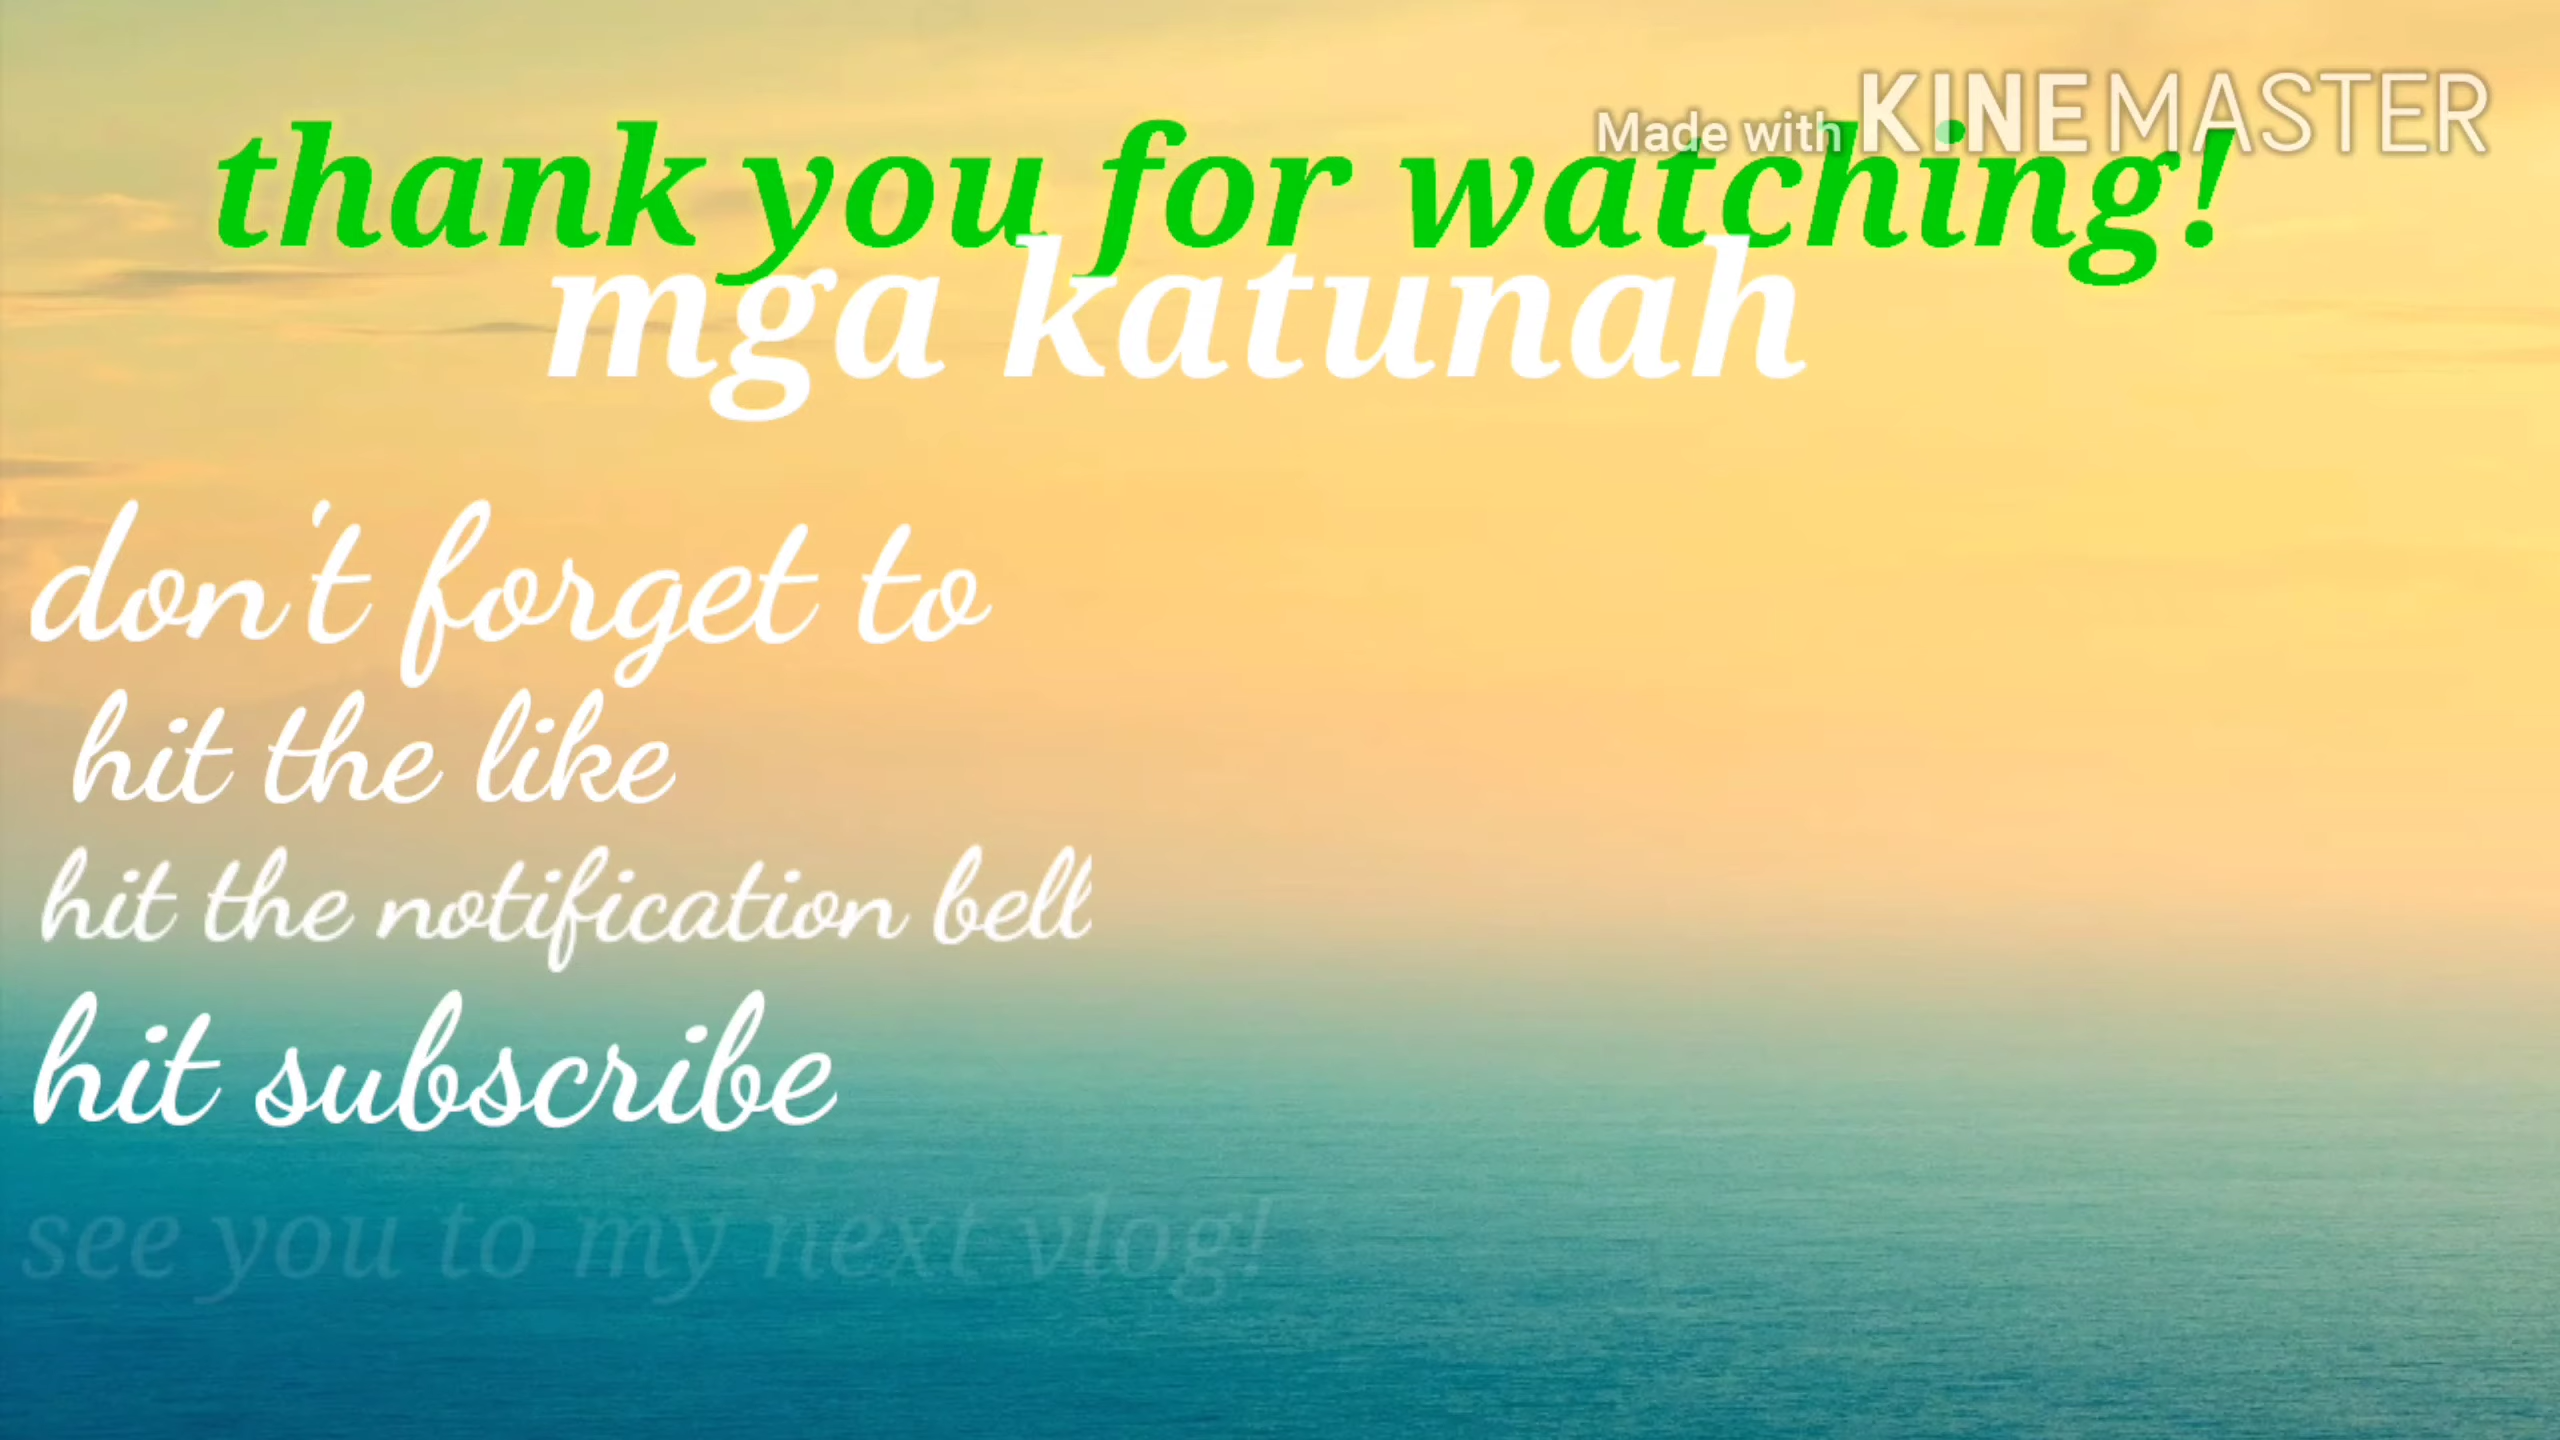 Made with KINEMASTER
thank you for watching!
mga katunah
don't forget to
hit the like
hit the notification bell
hit subscribe
see you to my next vlog!